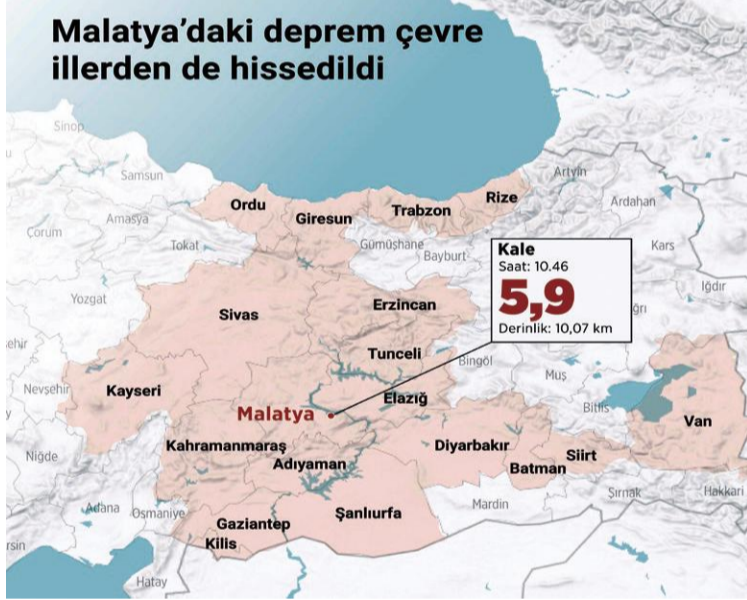 Malatya’daki deprem çevre
illerden de hissedildi
Sinop
Samsun
Artvin
Rize
Ordu
Trabzon
Ardahan
Giresun
Amasya
Çorum
Tokat
Gümüşhane
Bayburt
Kars
Kale
Saat: 10.46
5,9
Derinlik: 10,07 km
Iğdır
Yozgat
Erzincan
Sivas
ğrı
ehir
Tunceli
Bingöl
Muş
Nevşehir
Kayseri
Elazığ
Malatya
Bitlis
Van
Kahramanmaraş
Diyarbakır
Niğde
Adıyaman
Siirt
Batman
Şırnak
Hakkari
Mardin
Adana
Osmaniye
Şanlıurfa
Gaziantep
Kilis
rsin
Hatay